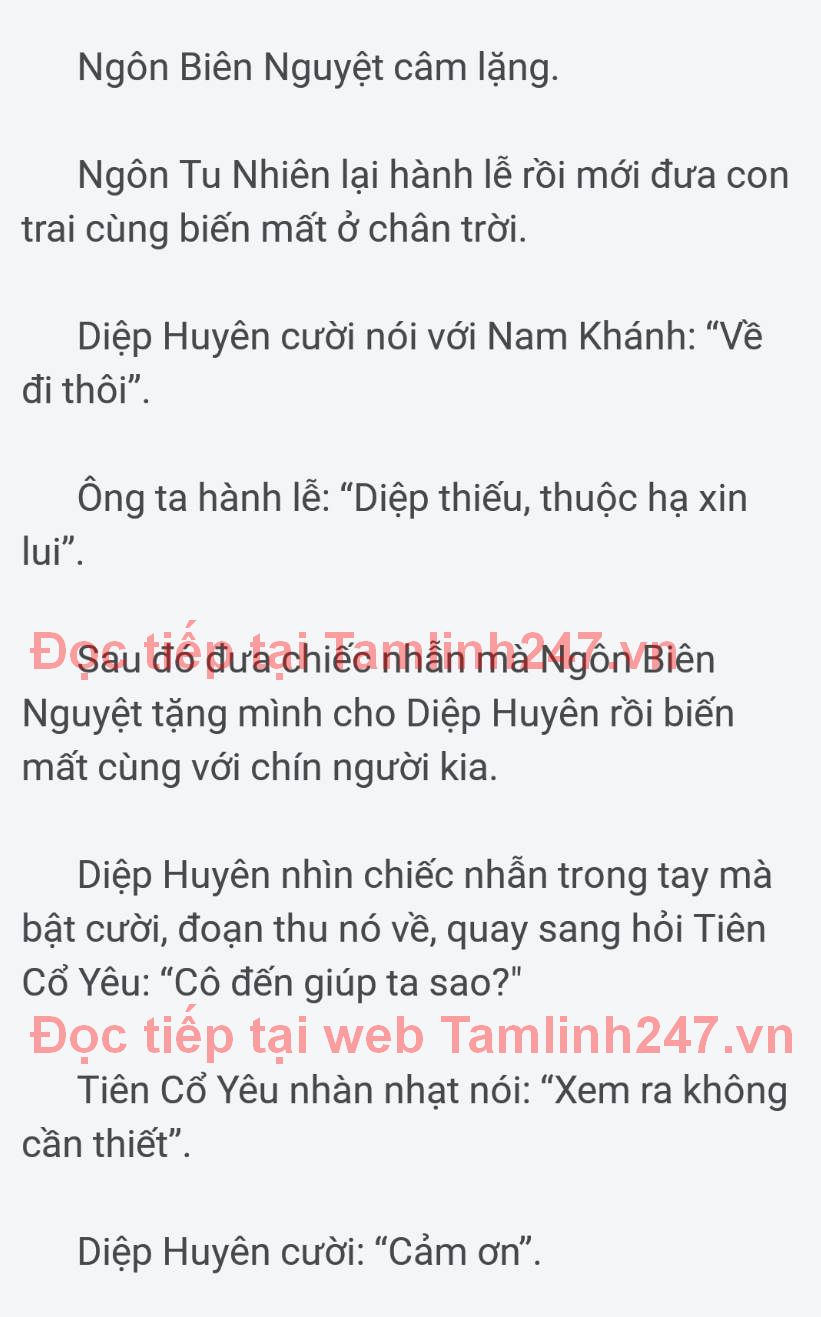 Ngôn Biên Nguyệt câm lặng.
Ngôn Tu Nhiên lại hành lễ rồi mới đưa con
trai cùng biến mất ở chân trời.
Diệp Huyên cười nói với Nam Khánh: “Về
đi thôi”.
Ông ta hành lễ: “Diệp thiếu, thuộc hạ xin
lui”.
Đọc tiếp tại Tamlinh247.vn
Sau đó đưa chiếc nhẫn mà Ngôn Biên
Nguyệt tặng mình cho Diệp Huyên rồi biến
mất cùng với chín người kia.
Diệp Huyên nhìn chiếc nhẫn trong tay mà
bật cười, đoạn thu nó về, quay sang hỏi Tiên
Cổ Yêu: “Cô đến giúp ta sao?"
Đọc tiếp tại web Tamlinh247.vn
Tiên Cổ Yêu nhàn nhạt nói: “Xem ra không
cần thiết”.
Diệp Huyên cười: “Cảm ơn”.